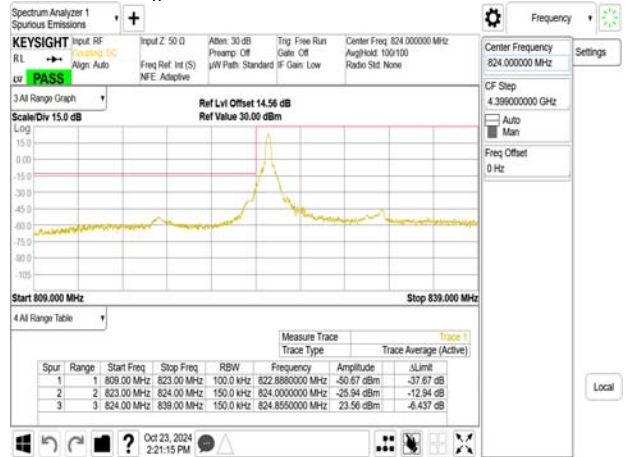 Spectrum Analyzer 1
Spurious Emissions
+
Frequency
Settings
KEYSIGHT
RL
PASS
Input: RF
Coupling: DC
Align: Auto
Input Z: 50 Ω
Freq Ref: Int (S)
NFE: Adaptive
Atten: 30 dB
Preamp: Off
µW Path: Standard
Trig: Free Run
Gate: Off
IF Gain: Low
Center Freq: 824.000000 MHz
Avg|Hold: 100/100
Radio Std: None
Center Frequency
824.000000 MHz
CF Step
4.399000000 GHz
Auto
Man
Freq Offset
0 Hz
Local
3 All Range Graph
Scale/Div 15.0 dB
Ref Lvl Offset 14.56 dB
Ref Value 30.00 dBm
Log
15.0
0.00
-15.0
-30.0
-45.0
-60.0
-75.0
-90.0
-105
Start 809.000 MHz
Stop 839.000 MHz
4 All Range Table
Measure Trace Trace 1
Trace Type Trace Average (Active)
Spur Range Start Freq Stop Freq RBW Frequency Amplitude ΔLimit
1 1 809.00 MHz 823.00 MHz 100.0 kHz 822.8880000 MHz -50.67 dBm -37.67 dB
2 2 823.00 MHz 824.00 MHz 150.0 kHz 824.0000000 MHz -25.94 dBm -12.94 dB
3 3 824.00 MHz 839.00 MHz 150.0 kHz 824.8550000 MHz 23.56 dBm -6.437 dB
?
Oct 23, 2024
2:21:15 PM